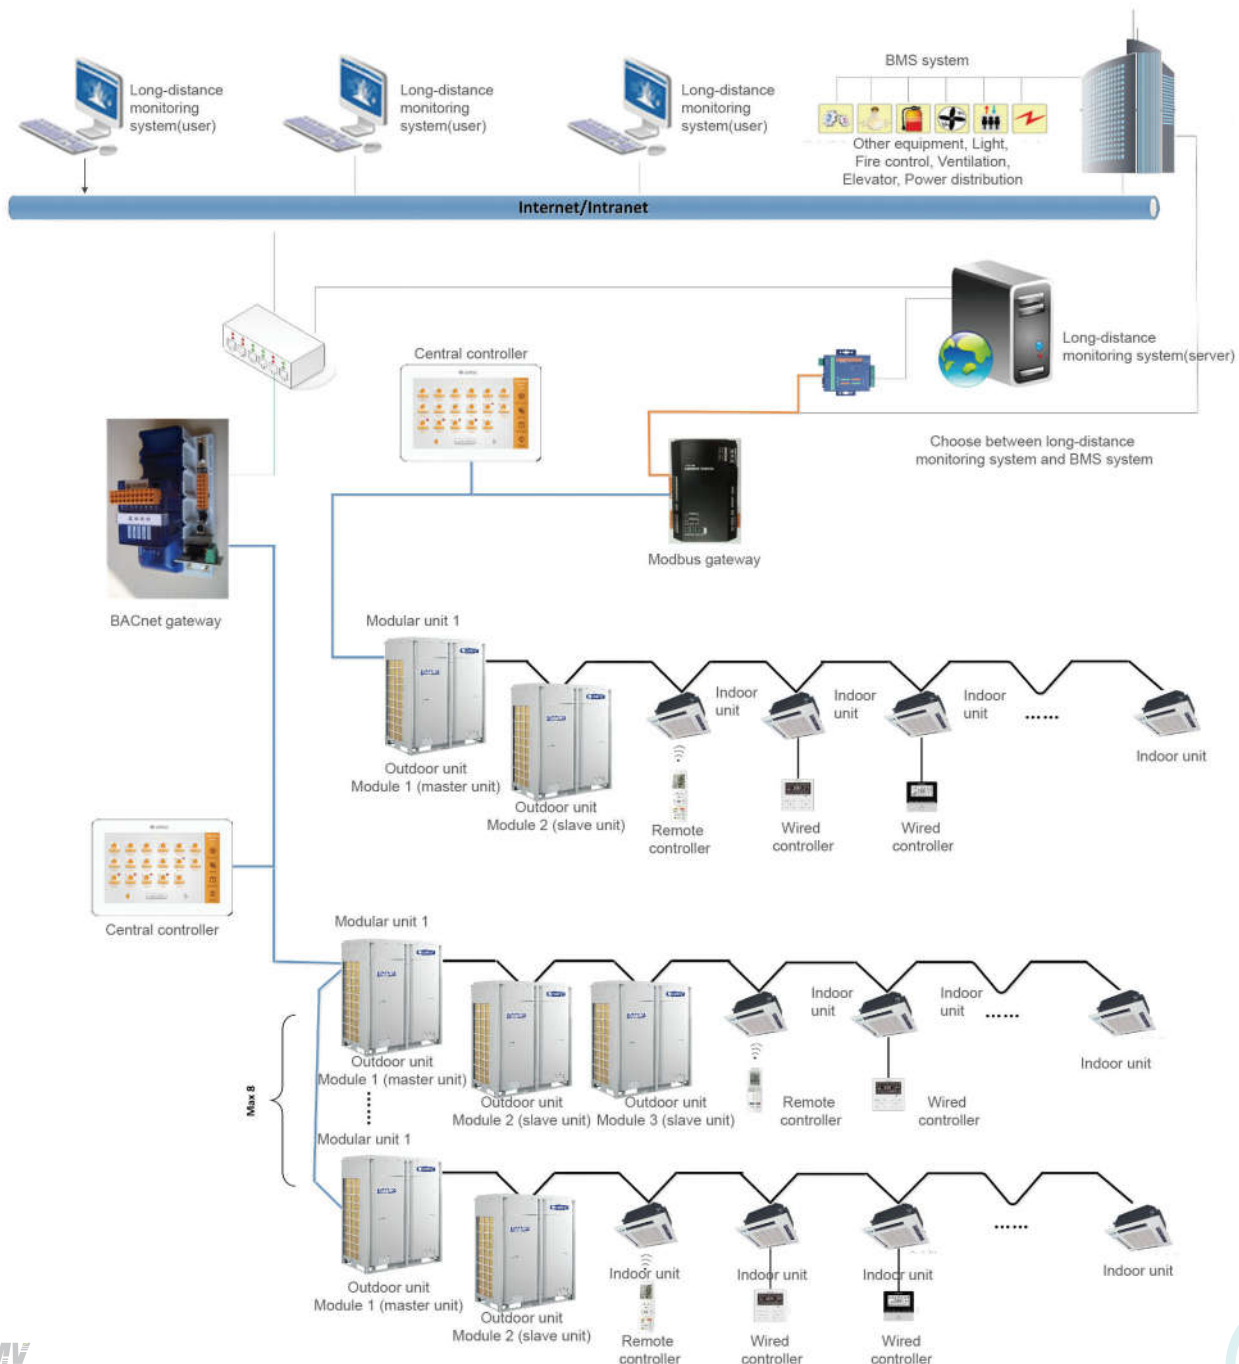 Long-distance
monitoring
system(user)
Long-distance
monitoring
system(user)
Long-distance
monitoring
system(user)
BMS system
Other equipment, Light,
Fire control, Ventilation,
Elevator, Power distribution
Internet/Intranet
Long-distance
monitoring system(server)
Central controller
Choose between long-distance
monitoring system and BMS system
Modbus gateway
BACnet gateway
Modular unit 1
Indoor
unit
Indoor
unit
Indoor
unit
......
Indoor unit
Outdoor unit
Module 1 (master unit)
Outdoor unit
Module 2 (slave unit)
Remote
controller
Wired
controller
Wired
controller
Central controller
Modular unit 1
Indoor
unit
Indoor
unit
......
Indoor unit
Outdoor unit
Module 1 (master unit)
Outdoor unit
Module 2 (slave unit)
Outdoor unit
Module 3 (slave unit)
Remote
controller
Wired
controller
Max 8
Modular unit 1
......
Indoor unit
Indoor unit
Indoor unit
Indoor unit
Outdoor unit
Module 1 (master unit)
Outdoor unit
Module 2 (slave unit)
Remote
controller
Wired
controller
Wired
controller